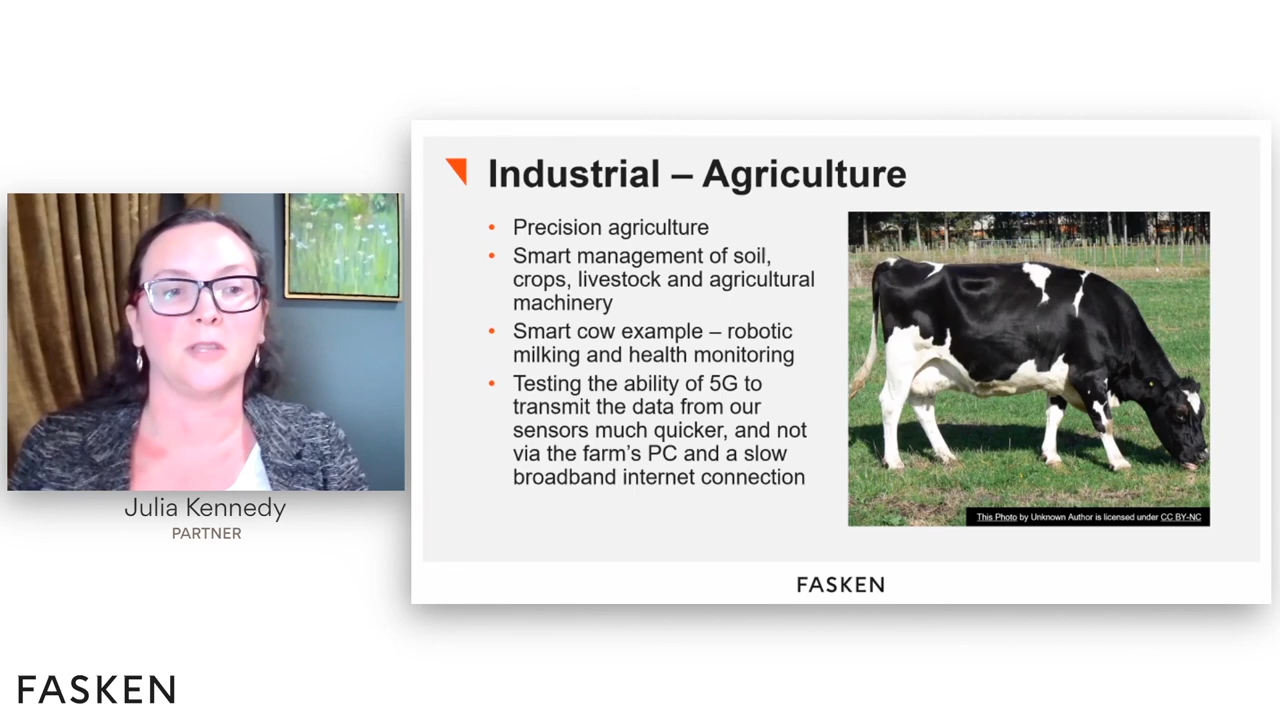 Industrial – Agriculture
• Precision agriculture
• Smart management of soil,
crops, livestock and agricultural
machinery
• Smart cow example – robotic
milking and health monitoring
• Testing the ability of 5G to
transmit the data from our
sensors much quicker, and not
via the farm's PC and a slow
broadband internet connection
This Photo by Unknown Author is licensed under CC BY-NC
FASKEN
Julia Kennedy
PARTNER
FASKEN